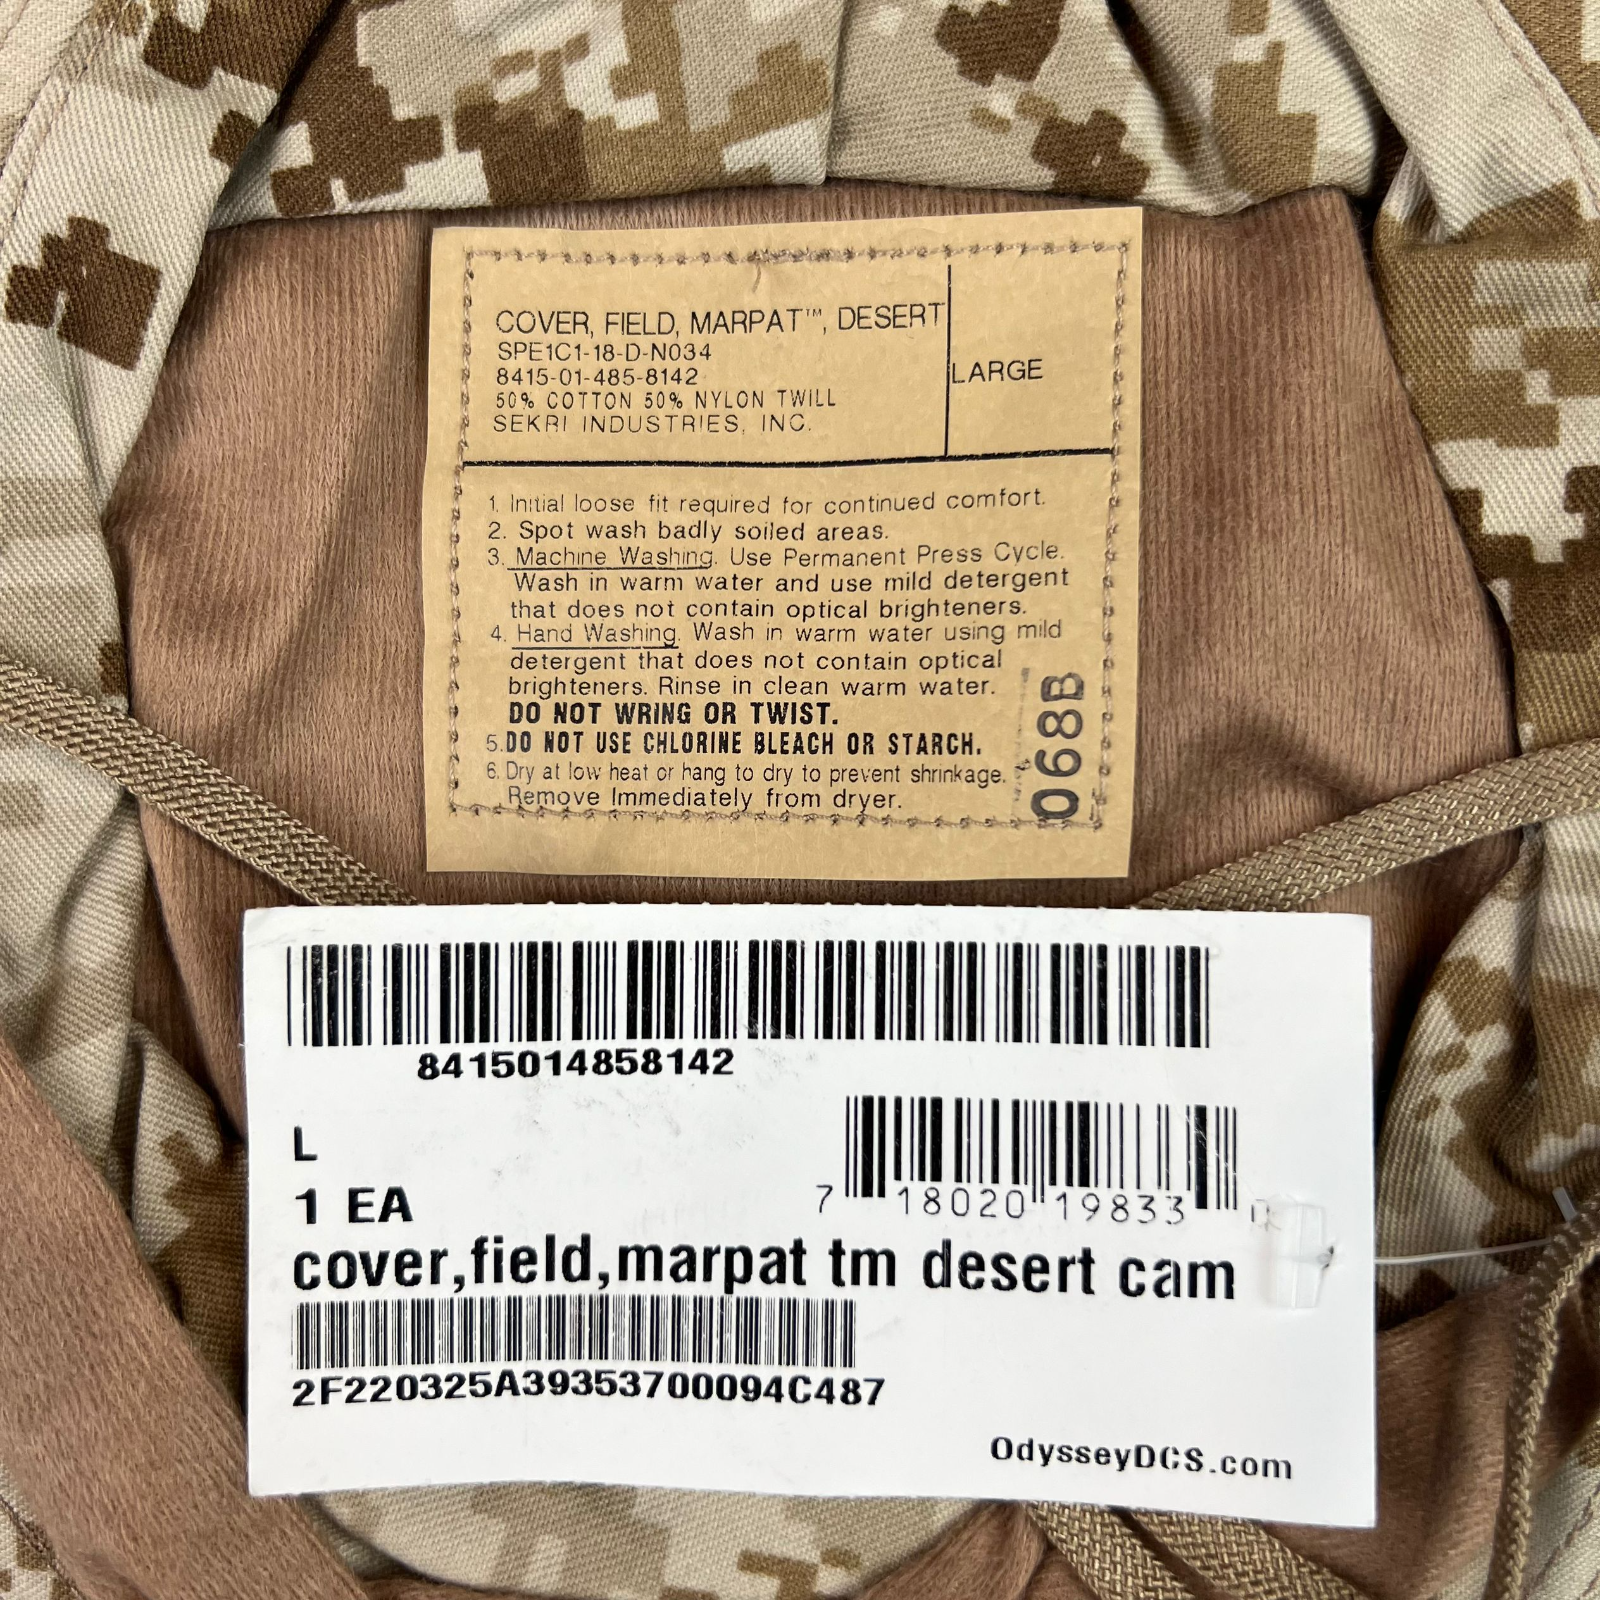 COVER, FIELD, MARPAT™, DESERT
SPE1C1-18-D-N034
8415-01-485-8142
50% COTTON 50% NYLON TWILL
SEKRI INDUSTRIES, INC.
LARGE
1. Initial loose fit required for continued comfort.
2. Spot wash badly soiled areas.
3. Machine Washing. Use Permanent Press Cycle.
Wash in warm water and use mild detergent
that does not contain optical brighteners.
4. Hand Washing. Wash in warm water using mild
detergent that does not contain optical
brighteners. Rinse in clean warm water.
DO NOT WRING OR TWIST.
5. DO NOT USE CHLORINE BLEACH OR STARCH.
6. Dry at low heat or hang to dry to prevent shrinkage.
Remove Immediately from dryer.
068B
8415014858142
L
1 EA
7 18020 19833
cover,field,marpat tm desert cam
2F220325A39353700094C487
OdysseyDCS.com